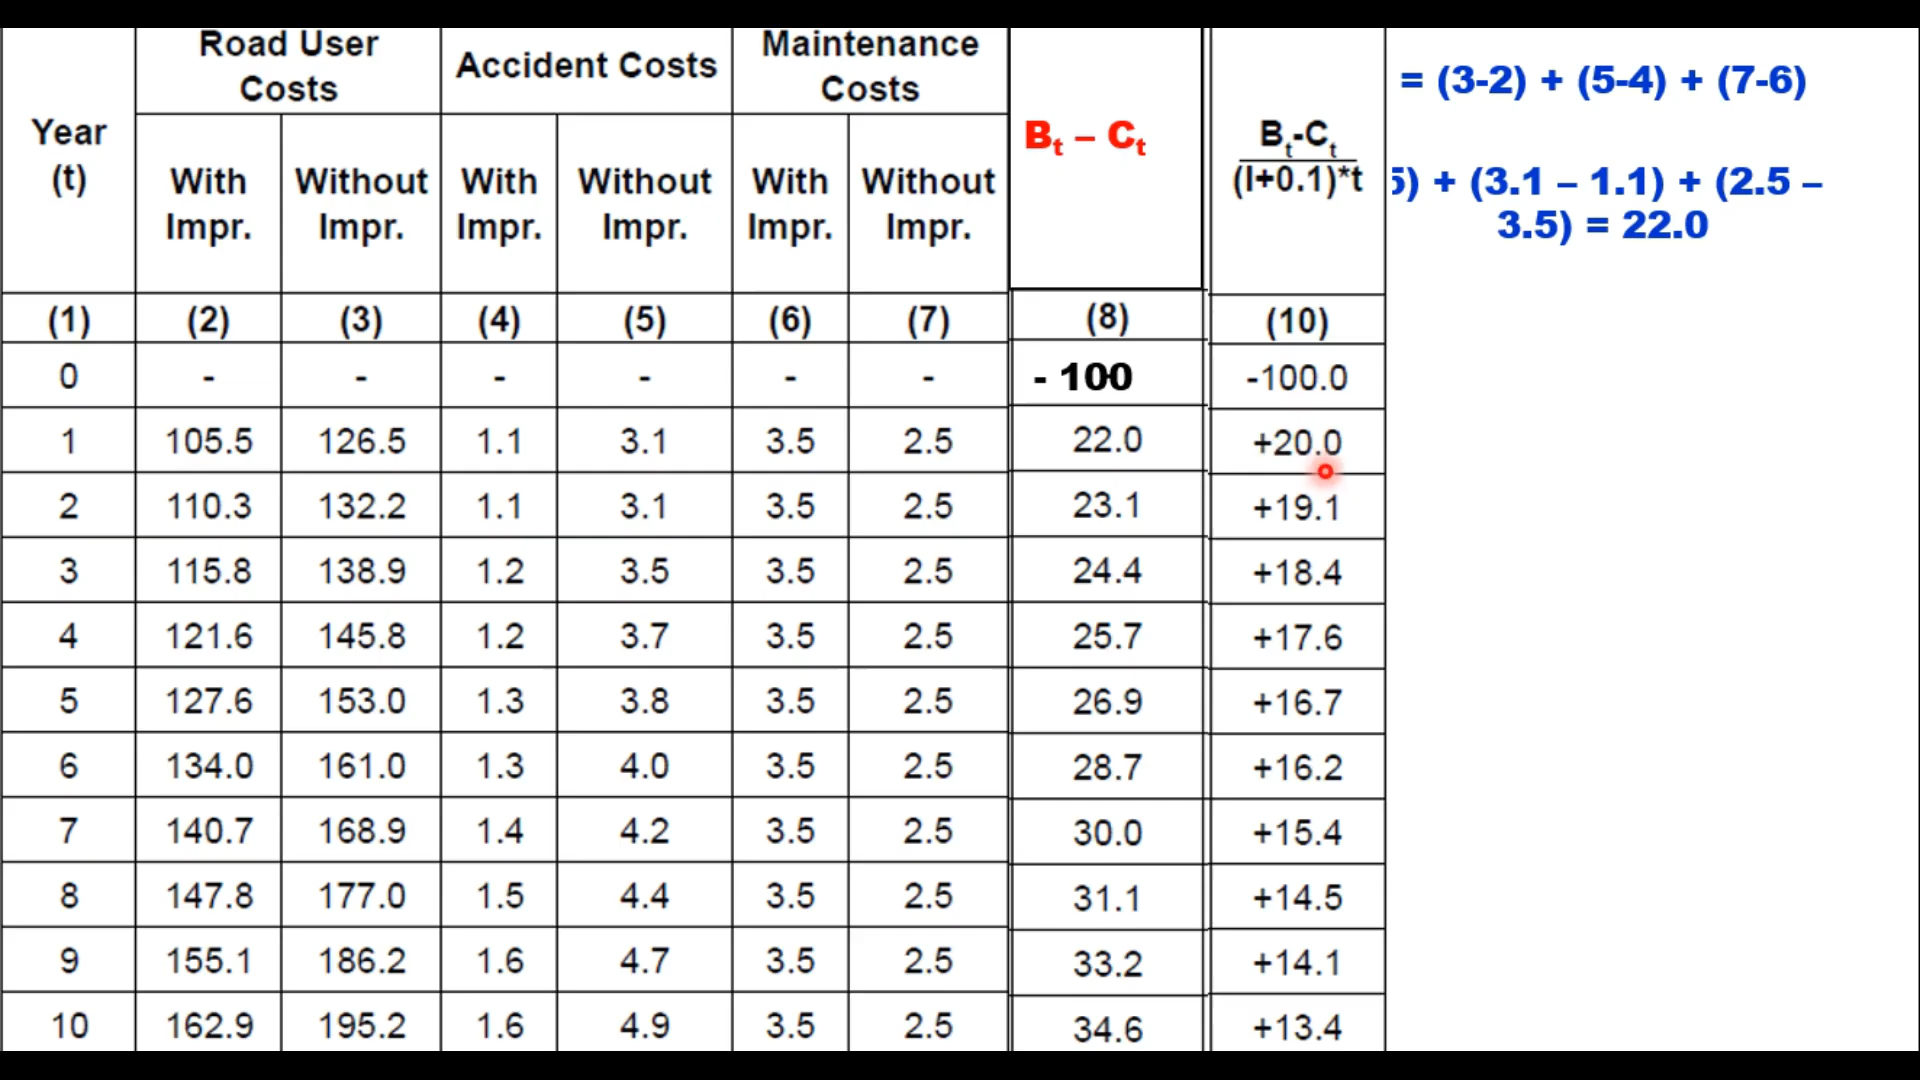 Road User Costs | Accident Costs | Maintenance Costs
Year (t) | With Impr. | Without Impr. | With Impr. | Without Impr. | With Impr. | Without Impr. | Bt – Ct | Bt-Ct / (I+0.1)*t
(1) | (2) | (3) | (4) | (5) | (6) | (7) | (8) | (10)
0 | - | - | - | - | - | - | - 100 | -100.0
1 | 105.5 | 126.5 | 1.1 | 3.1 | 3.5 | 2.5 | 22.0 | +20.0
2 | 110.3 | 132.2 | 1.1 | 3.1 | 3.5 | 2.5 | 23.1 | +19.1
3 | 115.8 | 138.9 | 1.2 | 3.5 | 3.5 | 2.5 | 24.4 | +18.4
4 | 121.6 | 145.8 | 1.2 | 3.7 | 3.5 | 2.5 | 25.7 | +17.6
5 | 127.6 | 153.0 | 1.3 | 3.8 | 3.5 | 2.5 | 26.9 | +16.7
6 | 134.0 | 161.0 | 1.3 | 4.0 | 3.5 | 2.5 | 28.7 | +16.2
7 | 140.7 | 168.9 | 1.4 | 4.2 | 3.5 | 2.5 | 30.0 | +15.4
8 | 147.8 | 177.0 | 1.5 | 4.4 | 3.5 | 2.5 | 31.1 | +14.5
9 | 155.1 | 186.2 | 1.6 | 4.7 | 3.5 | 2.5 | 33.2 | +14.1
10 | 162.9 | 195.2 | 1.6 | 4.9 | 3.5 | 2.5 | 34.6 | +13.4
= (3-2) + (5-4) + (7-6)
5) + (3.1 – 1.1) + (2.5 –
3.5) = 22.0